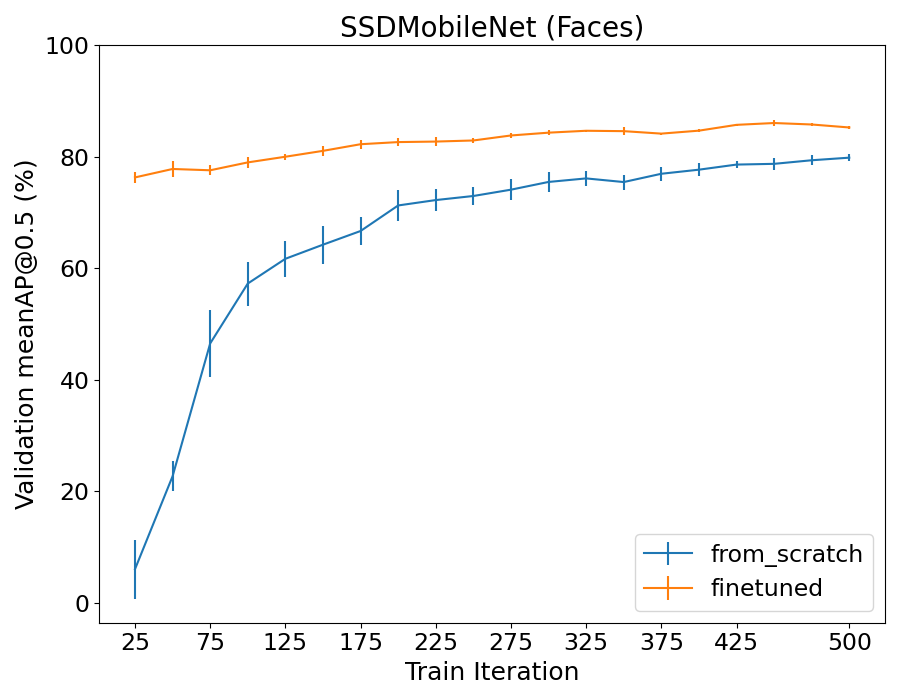 SSDMobileNet (Faces)
100
80
60
40
20
0
Validation meanAP@0.5 (%)
from_scratch
finetuned
25 75 125 175 225 275 325 375 425 500
Train Iteration